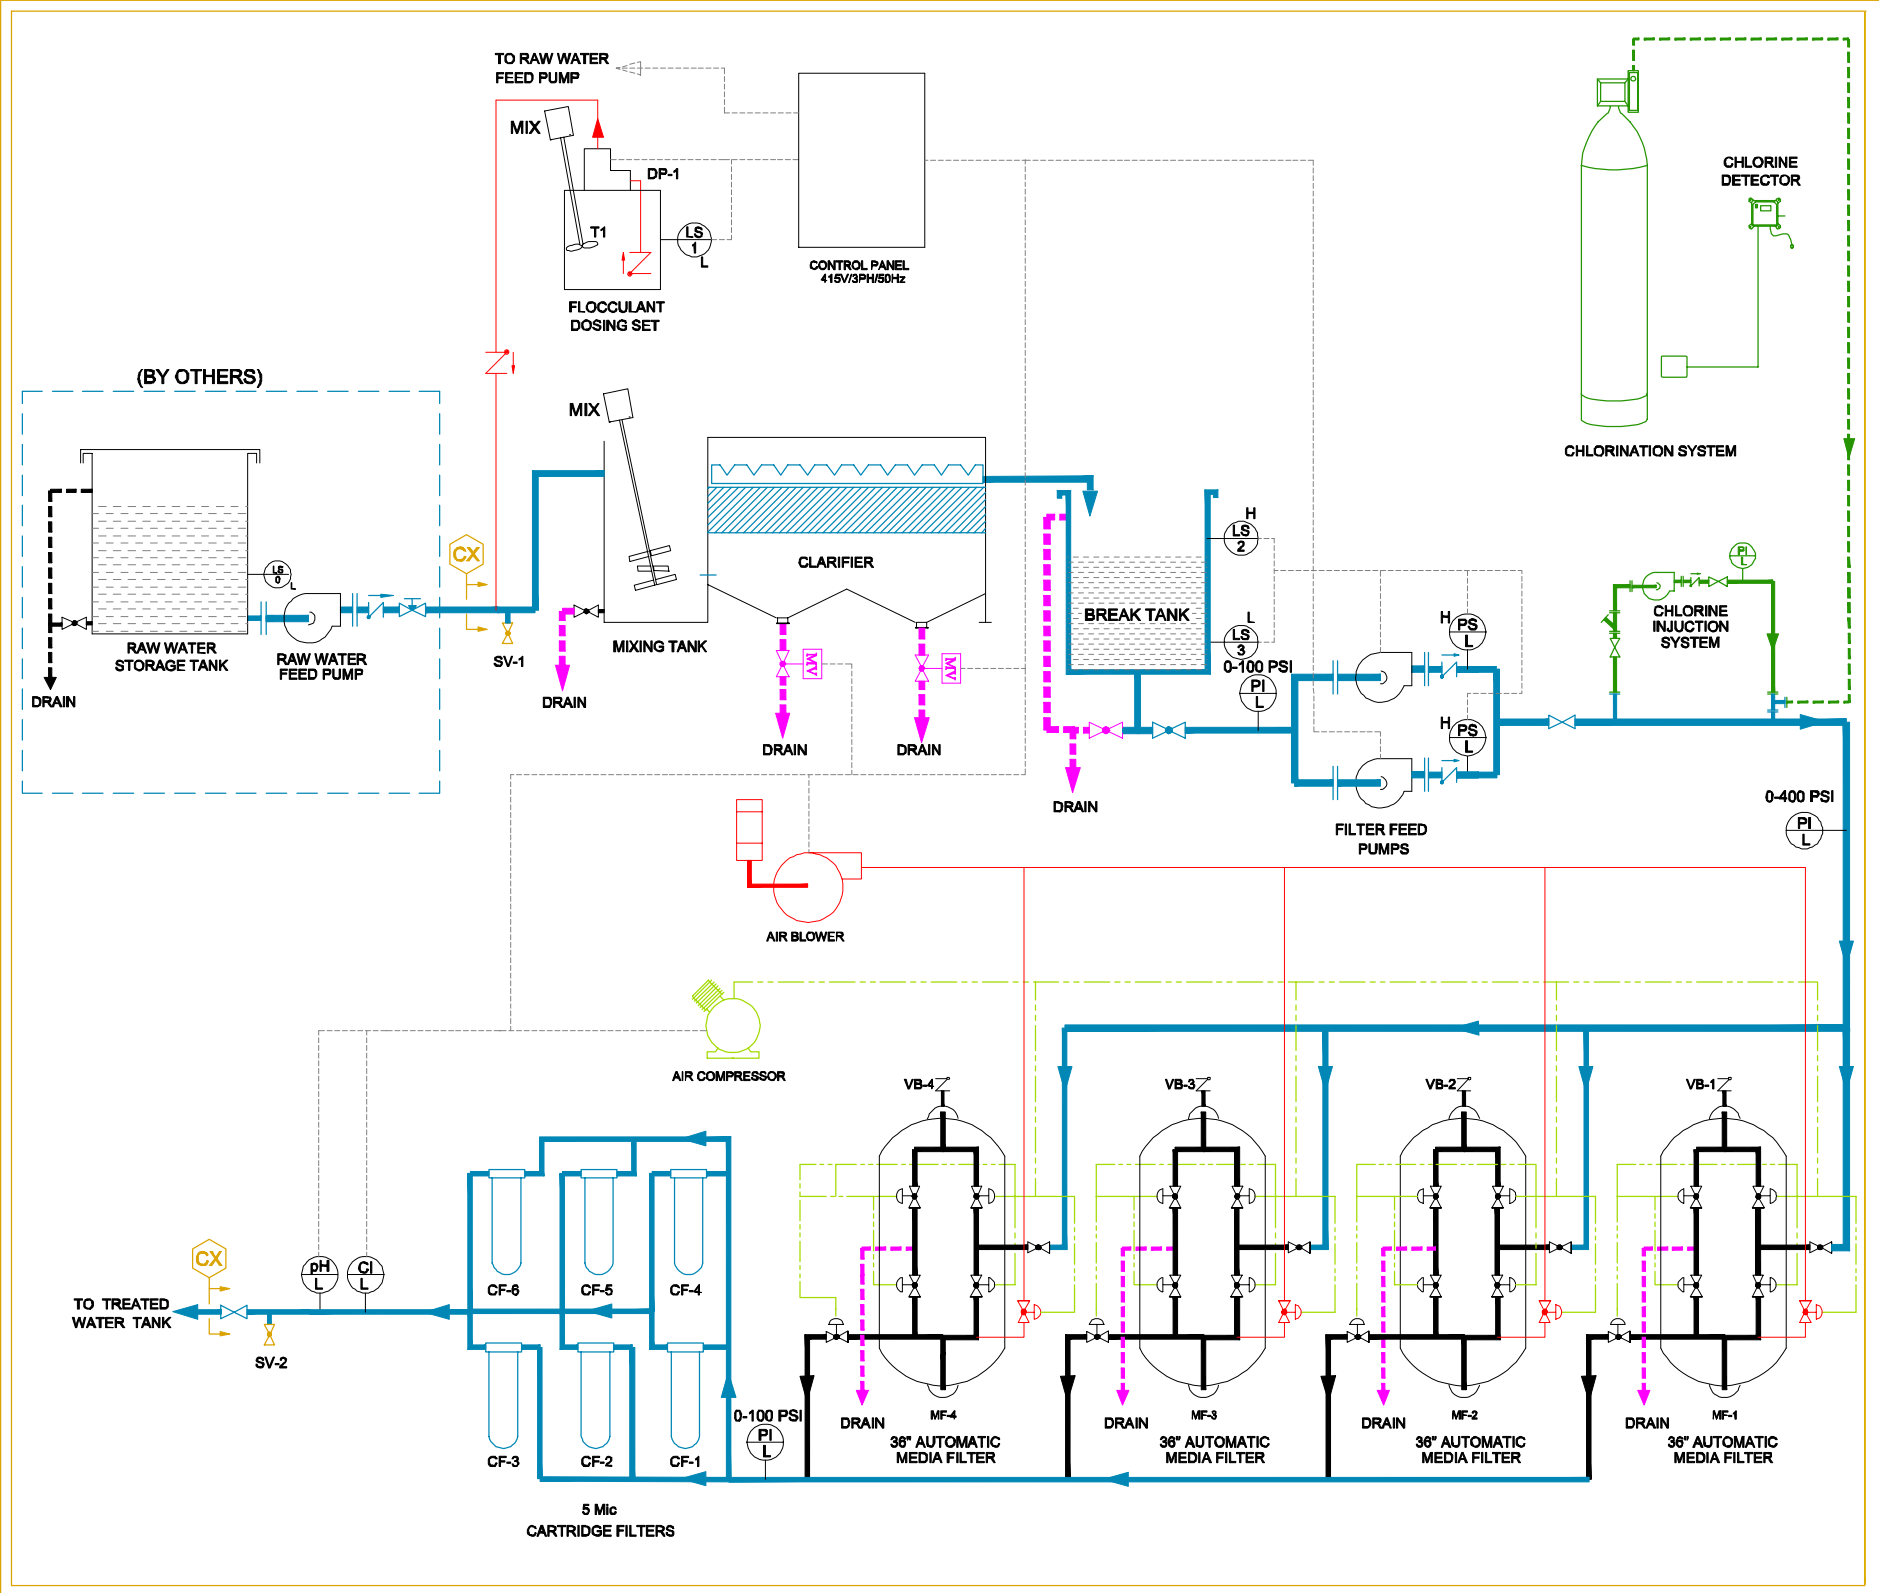 TO RAW WATER
FEED PUMP
MIX
DP-1
T1
LS
1
L
FLOCCULANT
DOSING SET
CONTROL PANEL
415V/3PH/50Hz
CHLORINE
DETECTOR
CHLORINATION SYSTEM
(BY OTHERS)
LS
0
L
RAW WATER
STORAGE TANK
RAW WATER
FEED PUMP
DRAIN
CX
SV-1
MIX
MIXING TANK
DRAIN
CLARIFIER
MV
MV
DRAIN
DRAIN
H
LS
2
BREAK TANK
L
LS
3
0-100 PSI
PI
L
DRAIN
H
PS
L
H
PS
L
FILTER FEED
PUMPS
PI
L
CHLORINE
INJECTION
SYSTEM
0-400 PSI
PI
L
AIR BLOWER
AIR COMPRESSOR
VB-4
VB-3
VB-2
VB-1
CX
pH
L
Cl
L
TO TREATED
WATER TANK
SV-2
CF-6
CF-5
CF-4
CF-3
CF-2
CF-1
5 Mic
CARTRIDGE FILTERS
0-100 PSI
PI
L
DRAIN
MF-4
36" AUTOMATIC
MEDIA FILTER
DRAIN
MF-3
36" AUTOMATIC
MEDIA FILTER
DRAIN
MF-2
36" AUTOMATIC
MEDIA FILTER
DRAIN
MF-1
36" AUTOMATIC
MEDIA FILTER